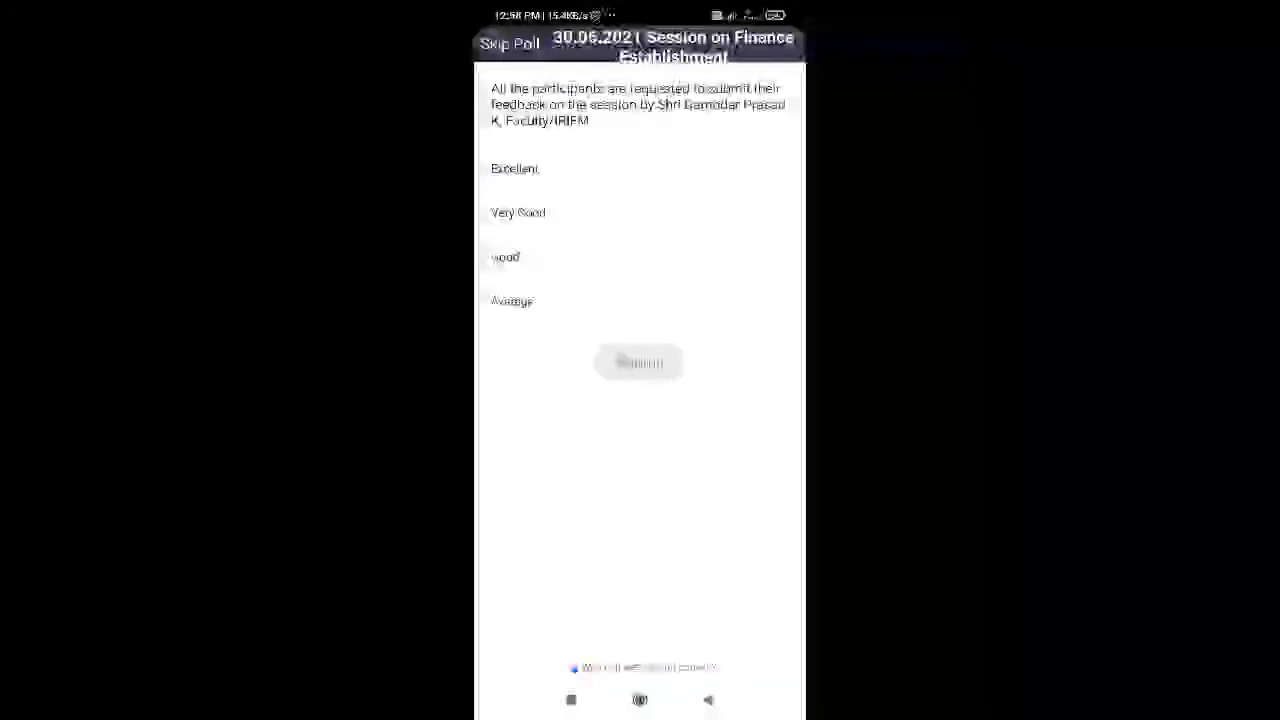 12:58 PM | 15.4KB/s
Skip Poll
30.06.202 Session on Finance
Establishment
All the participants are requested to submit their
feedback on the session by Shri Damodar Prasad
K, Faculty/IRIFM
Excellent
Very Good
Good
Average